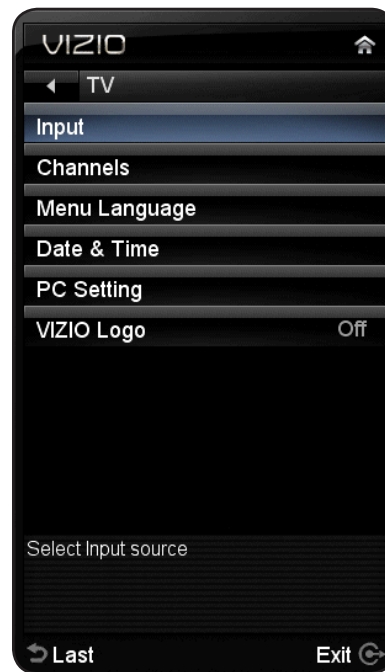 VIZIO
TV
Input
Channels
Menu Language
Date & Time
PC Setting
VIZIO Logo Off
Select Input source
Last Exit